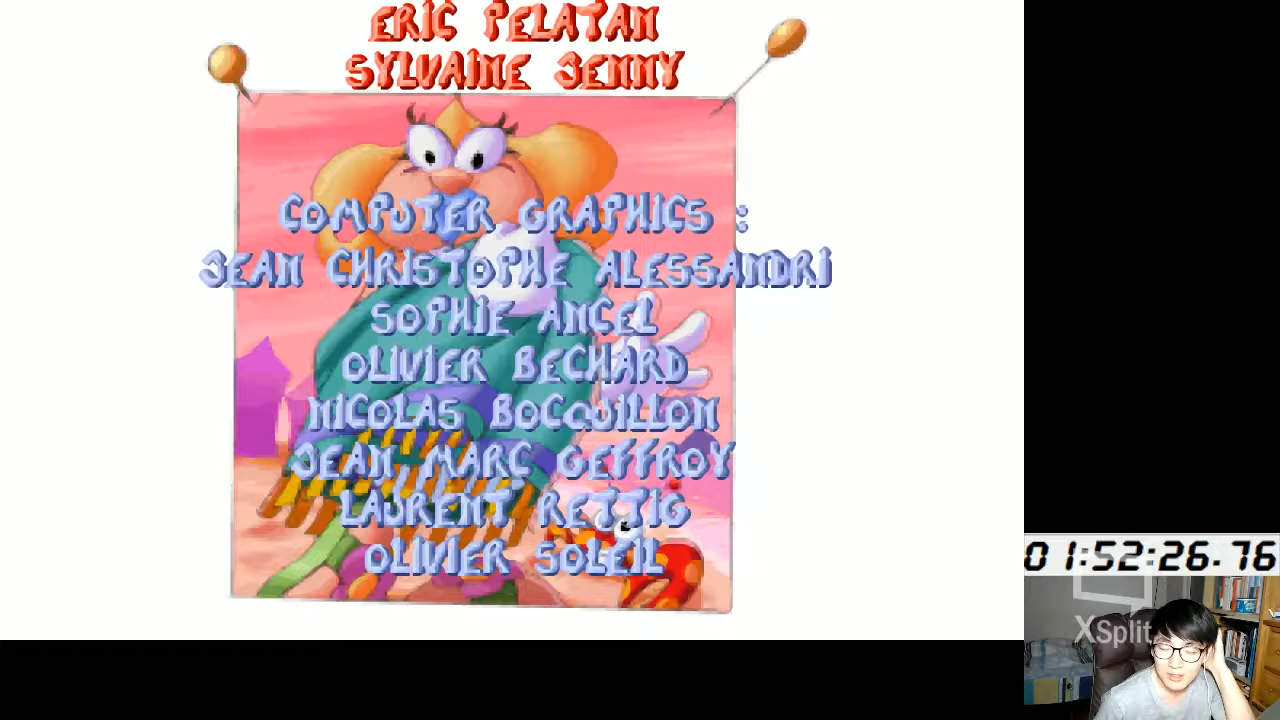 ERIC PELATAN
SYLVAINE JENNY
COMPUTER GRAPHICS :
JEAN CHRISTOPHE ALESSANDRI
SOPHIE ANCEL
OLIVIER BECHARD
NICOLAS BOCQUILLON
JEAN MARC GEFFROY
LAURENT RETTIG
OLIVIER SOLEIL
01:52:26.76
XSplit